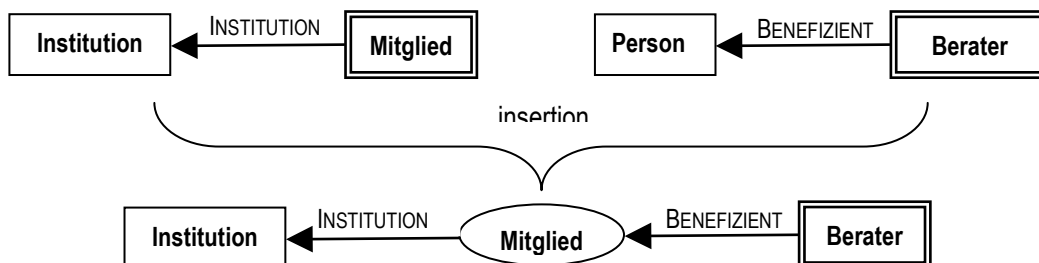 Institution INSTITUTION Mitglied Person BENEFIZIENT Berater
insertion
Institution INSTITUTION Mitglied BENEFIZIENT Berater